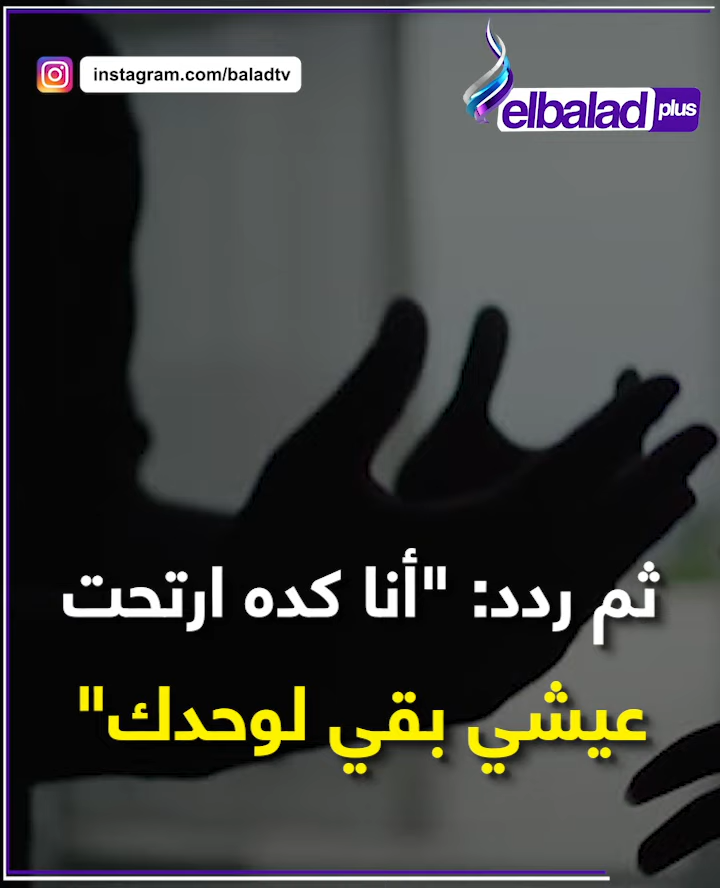 instagram.com/baladtv
elbalad plus
ثم ردد: "أنا كده ارتحت
عيشي بقي لوحدك"